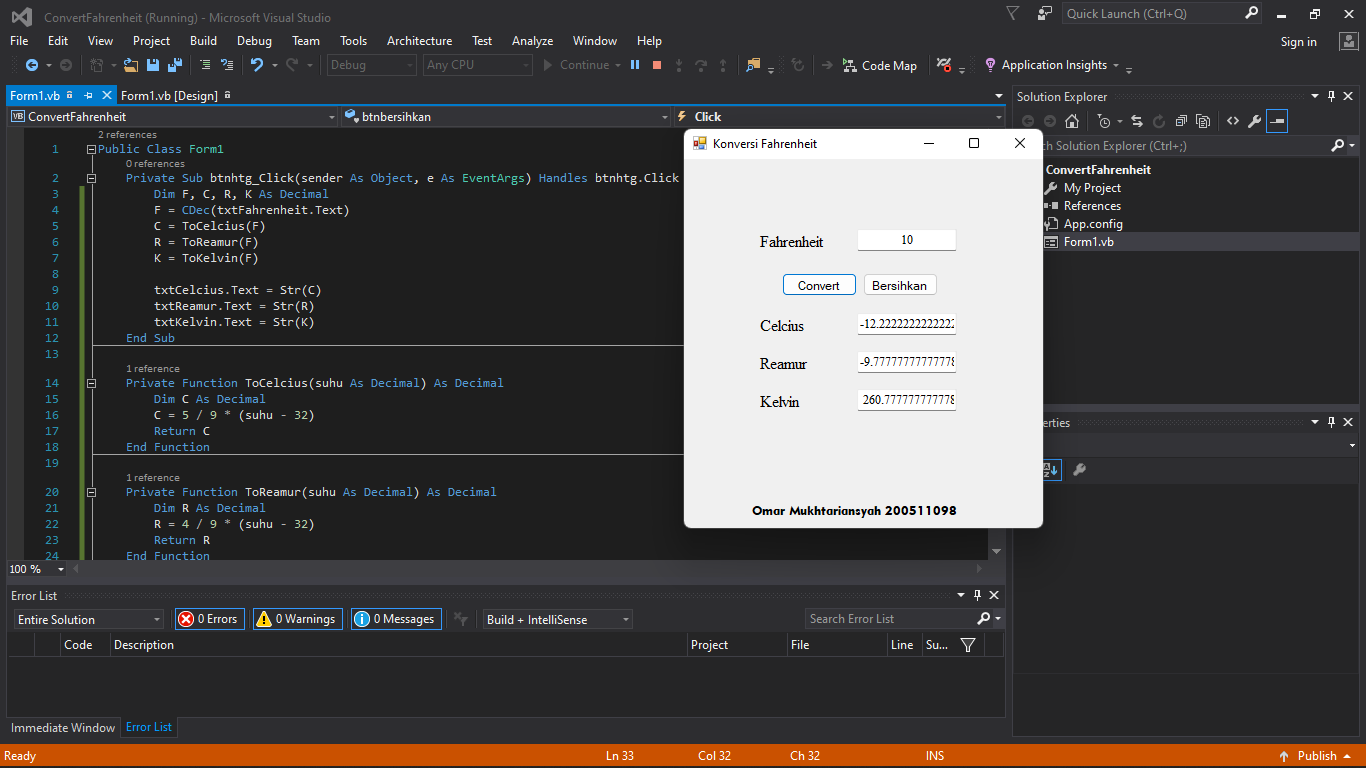 ConvertFahrenheit (Running) - Microsoft Visual Studio
Quick Launch (Ctrl+Q)
File Edit View Project Build Debug Team Tools Architecture Test Analyze Window Help
Sign in
Debug Any CPU Continue Code Map Application Insights
Form1.vb Form1.vb [Design]
VB ConvertFahrenheit btnbersihkan Click
2 references
1 Public Class Form1
0 references
2 Private Sub btnhtg_Click(sender As Object, e As EventArgs) Handles btnhtg.Click
3 Dim F, C, R, K As Decimal
4 F = CDec(txtFahrenheit.Text)
5 C = ToCelcius(F)
6 R = ToReamur(F)
7 K = ToKelvin(F)
8
9 txtCelcius.Text = Str(C)
10 txtReamur.Text = Str(R)
11 txtKelvin.Text = Str(K)
12 End Sub
13
1 reference
14 Private Function ToCelcius(suhu As Decimal) As Decimal
15 Dim C As Decimal
16 C = 5 / 9 * (suhu - 32)
17 Return C
18 End Function
19
1 reference
20 Private Function ToReamur(suhu As Decimal) As Decimal
21 Dim R As Decimal
22 R = 4 / 9 * (suhu - 32)
23 Return R
24 End Function
100 %
Konversi Fahrenheit
Fahrenheit 10
Convert Bersihkan
Celcius -12.2222222222222
Reamur -9.77777777777778
Kelvin 260.777777777778
Omar Mukhtariansyah 200511098
Solution Explorer
ch Solution Explorer (Ctrl+;)
ConvertFahrenheit
My Project
References
App.config
Form1.vb
erties
Error List
Entire Solution 0 Errors 0 Warnings 0 Messages Build + IntelliSense Search Error List
Code Description Project File Line Su...
Immediate Window Error List
Ready Ln 33 Col 32 Ch 32 INS Publish